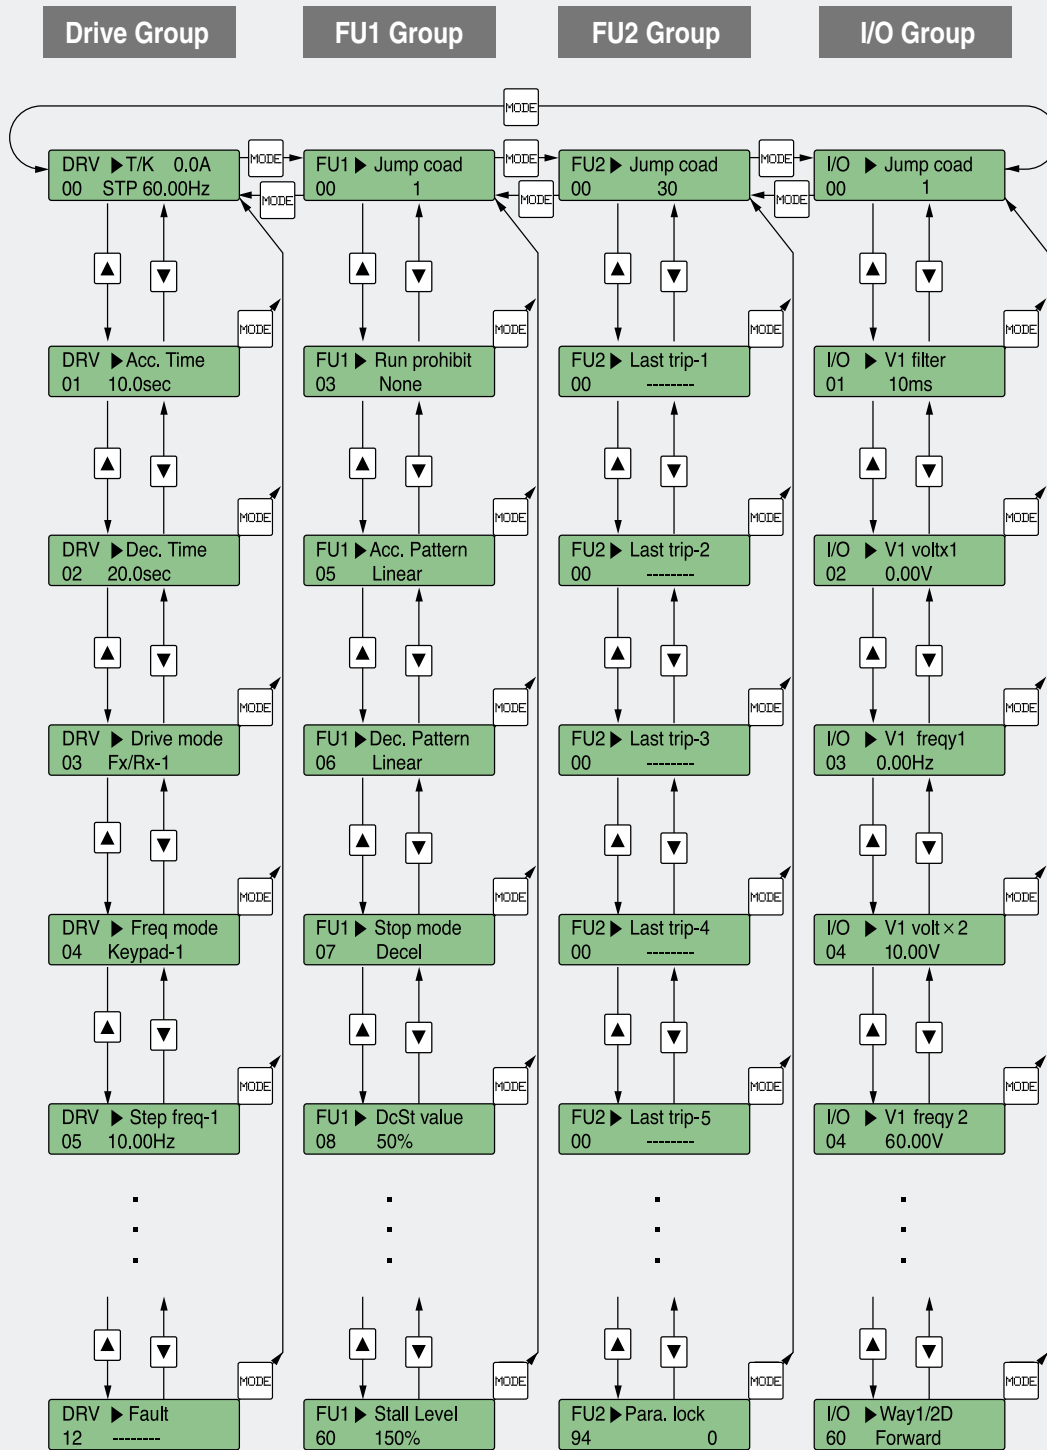 Drive Group
FU1 Group
FU2 Group
I/O Group
MODE
DRV ▶T/K 0.0A
00 STP 60.00Hz
MODE
MODE
FU1 ▶ Jump coad
00 1
MODE
MODE
FU2 ▶ Jump coad
00 30
MODE
MODE
I/O ▶ Jump coad
00 1
▲ ▼
▲ ▼
▲ ▼
▲ ▼
MODE
MODE
MODE
MODE
DRV ▶Acc. Time
01 10.0sec
FU1 ▶ Run prohibit
03 None
FU2 ▶ Last trip-1
00 --------
I/O ▶ V1 filter
01 10ms
▲ ▼
▲ ▼
▲ ▼
▲ ▼
MODE
MODE
MODE
MODE
DRV ▶Dec. Time
02 20.0sec
FU1 ▶ Acc. Pattern
05 Linear
FU2 ▶ Last trip-2
00 --------
I/O ▶ V1 voltx1
02 0.00V
▲ ▼
▲ ▼
▲ ▼
▲ ▼
MODE
MODE
MODE
MODE
DRV ▶ Drive mode
03 Fx/Rx-1
FU1 ▶ Dec. Pattern
06 Linear
FU2 ▶ Last trip-3
00 --------
I/O ▶ V1 freqy1
03 0.00Hz
▲ ▼
▲ ▼
▲ ▼
▲ ▼
MODE
MODE
MODE
MODE
DRV ▶ Freq mode
04 Keypad-1
FU1 ▶ Stop mode
07 Decel
FU2 ▶ Last trip-4
00 --------
I/O ▶ V1 volt×2
04 10.00V
▲ ▼
▲ ▼
▲ ▼
▲ ▼
MODE
MODE
MODE
MODE
DRV ▶ Step freq-1
05 10.00Hz
FU1 ▶ DcSt value
08 50%
FU2 ▶ Last trip-5
00 --------
I/O ▶ V1 freqy 2
04 60.00V
▲ ▼
▲ ▼
▲ ▼
▲ ▼
MODE
MODE
MODE
MODE
DRV ▶ Fault
12 --------
FU1 ▶ Stall Level
60 150%
FU2 ▶ Para. lock
94 0
I/O ▶ Way1/2D
60 Forward